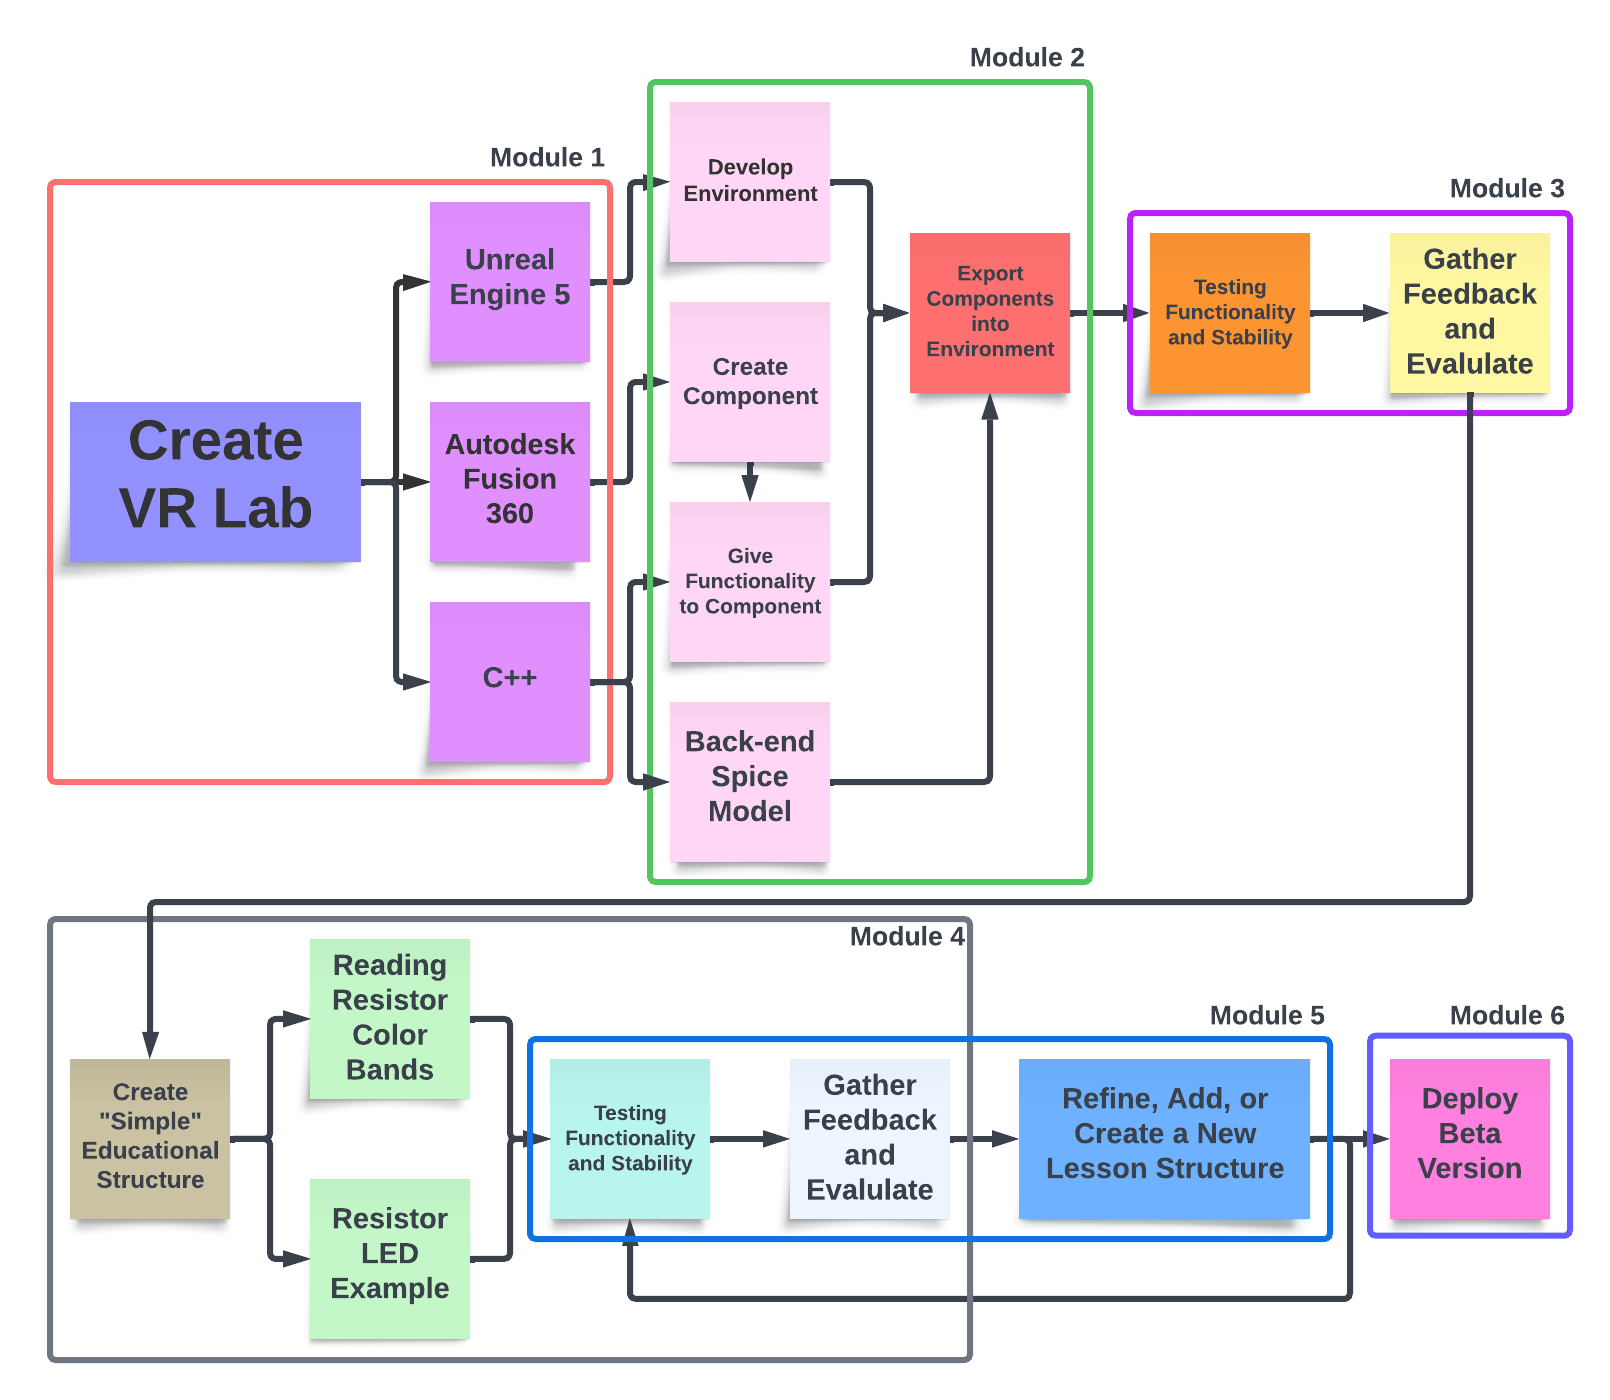 Module 1
Create
VR Lab
Unreal
Engine 5
Autodesk
Fusion
360
C++
Module 2
Develop
Environment
Create
Component
Give
Functionality
to Component
Back-end
Spice
Model
Export
Components
into
Environment
Module 3
Testing
Functionality
and Stability
Gather
Feedback
and
Evalulate
Module 4
Create
"Simple"
Educational
Structure
Reading
Resistor
Color
Bands
Resistor
LED
Example
Module 5
Testing
Functionality
and Stability
Gather
Feedback
and
Evalulate
Refine, Add, or
Create a New
Lesson Structure
Module 6
Deploy
Beta
Version